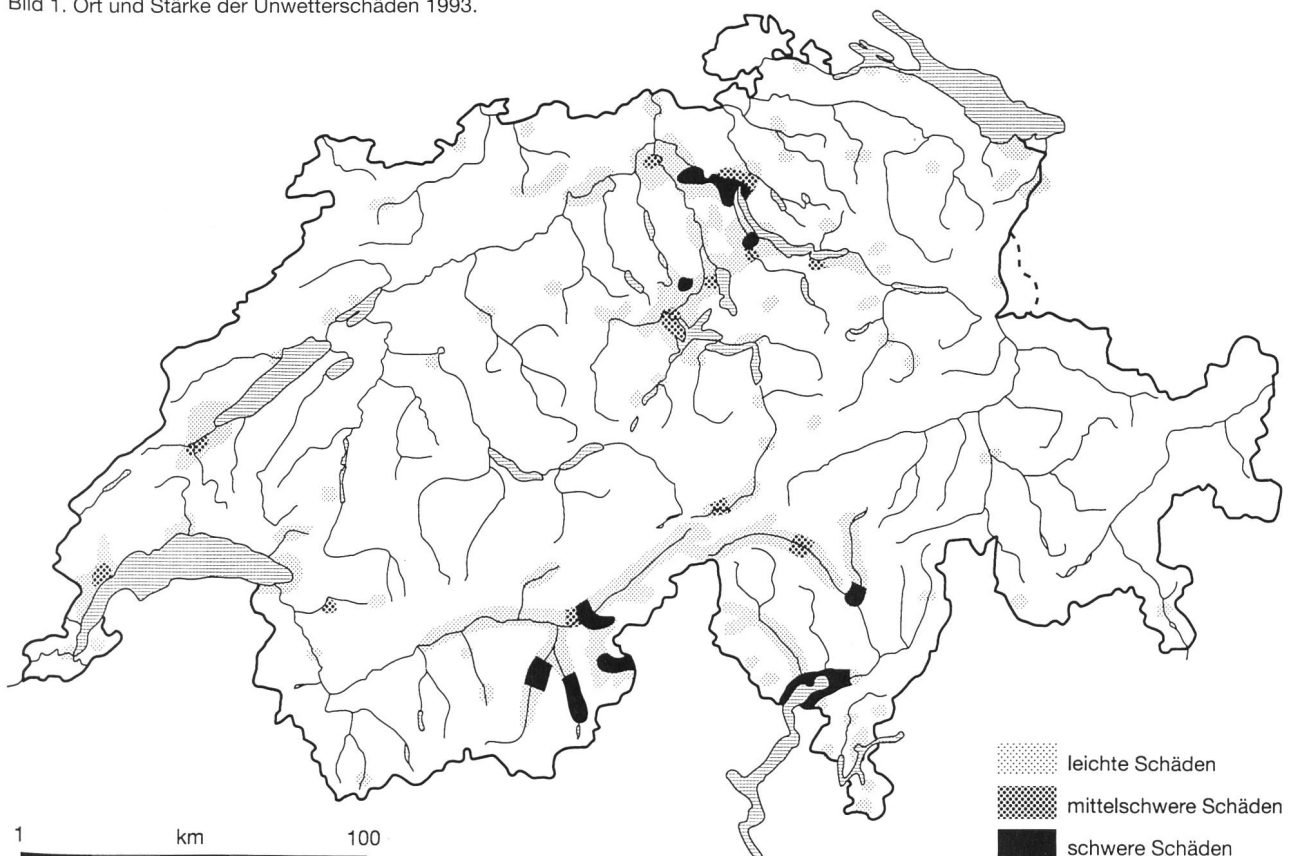 Bild 1. Ort und Stärke der Unwetterschäden 1993.
leichte Schäden
mittelschwere Schäden
schwere Schäden
1 km 100